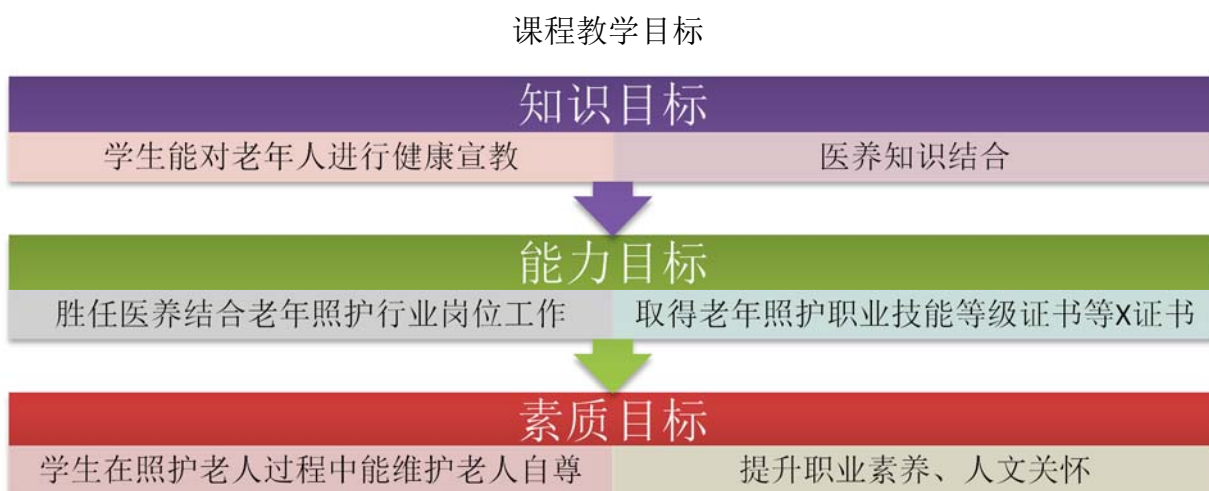 课程教学目标
知识目标
学生能对老年人进行健康宣教
医养知识结合
能力目标
胜任医养结合老年照护行业岗位工作
取得老年照护职业技能等级证书等X证书
素质目标
学生在照护老人过程中能维护老人自尊
提升职业素养、人文关怀